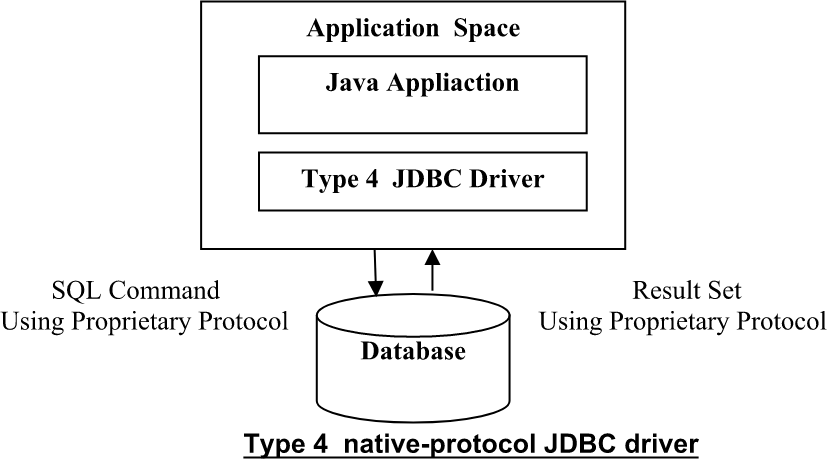 Application Space
Java Appliaction
Type 4 JDBC Driver
SQL Command
Using Proprietary Protocol
Result Set
Using Proprietary Protocol
Database
Type 4 native-protocol JDBC driver